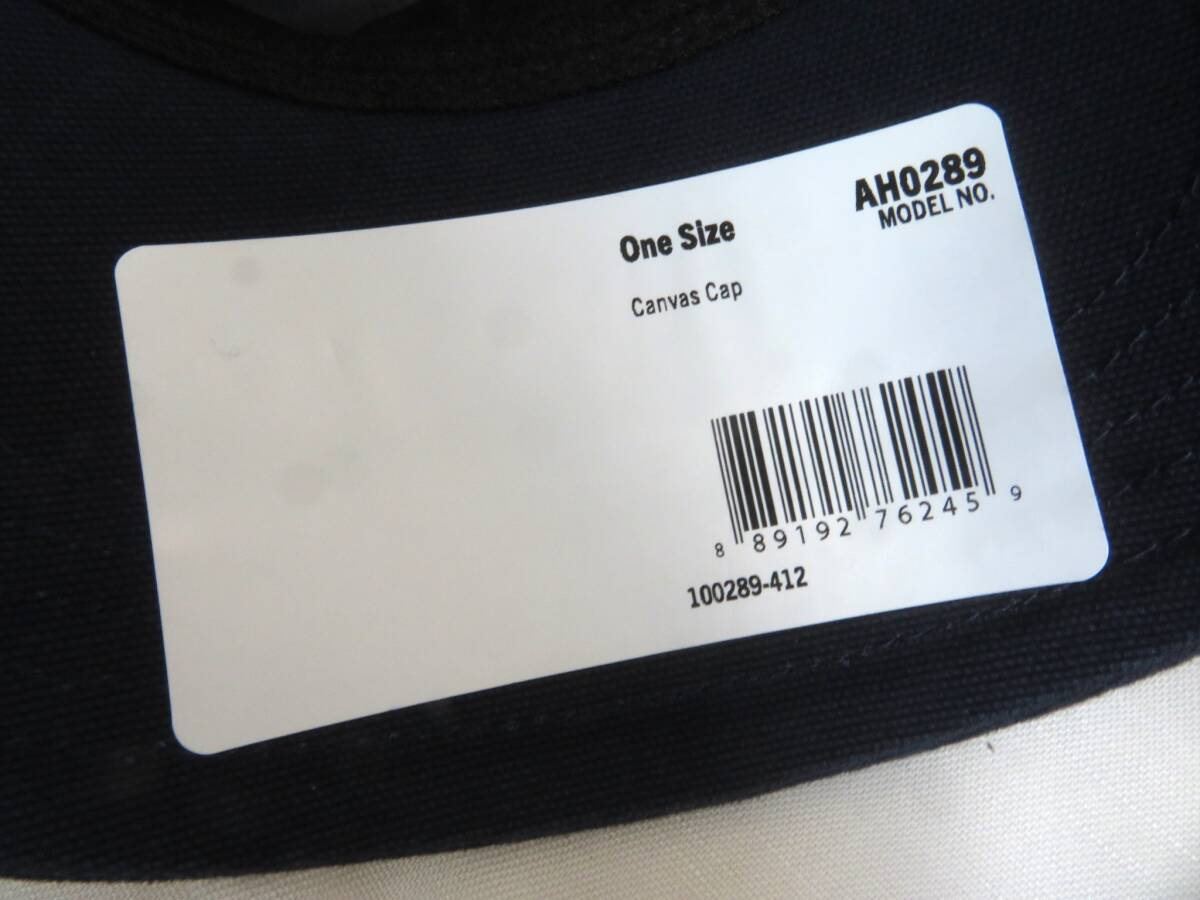 AH0289
MODEL NO.
One Size
Canvas Cap
8 89192 76245 9
100289-412